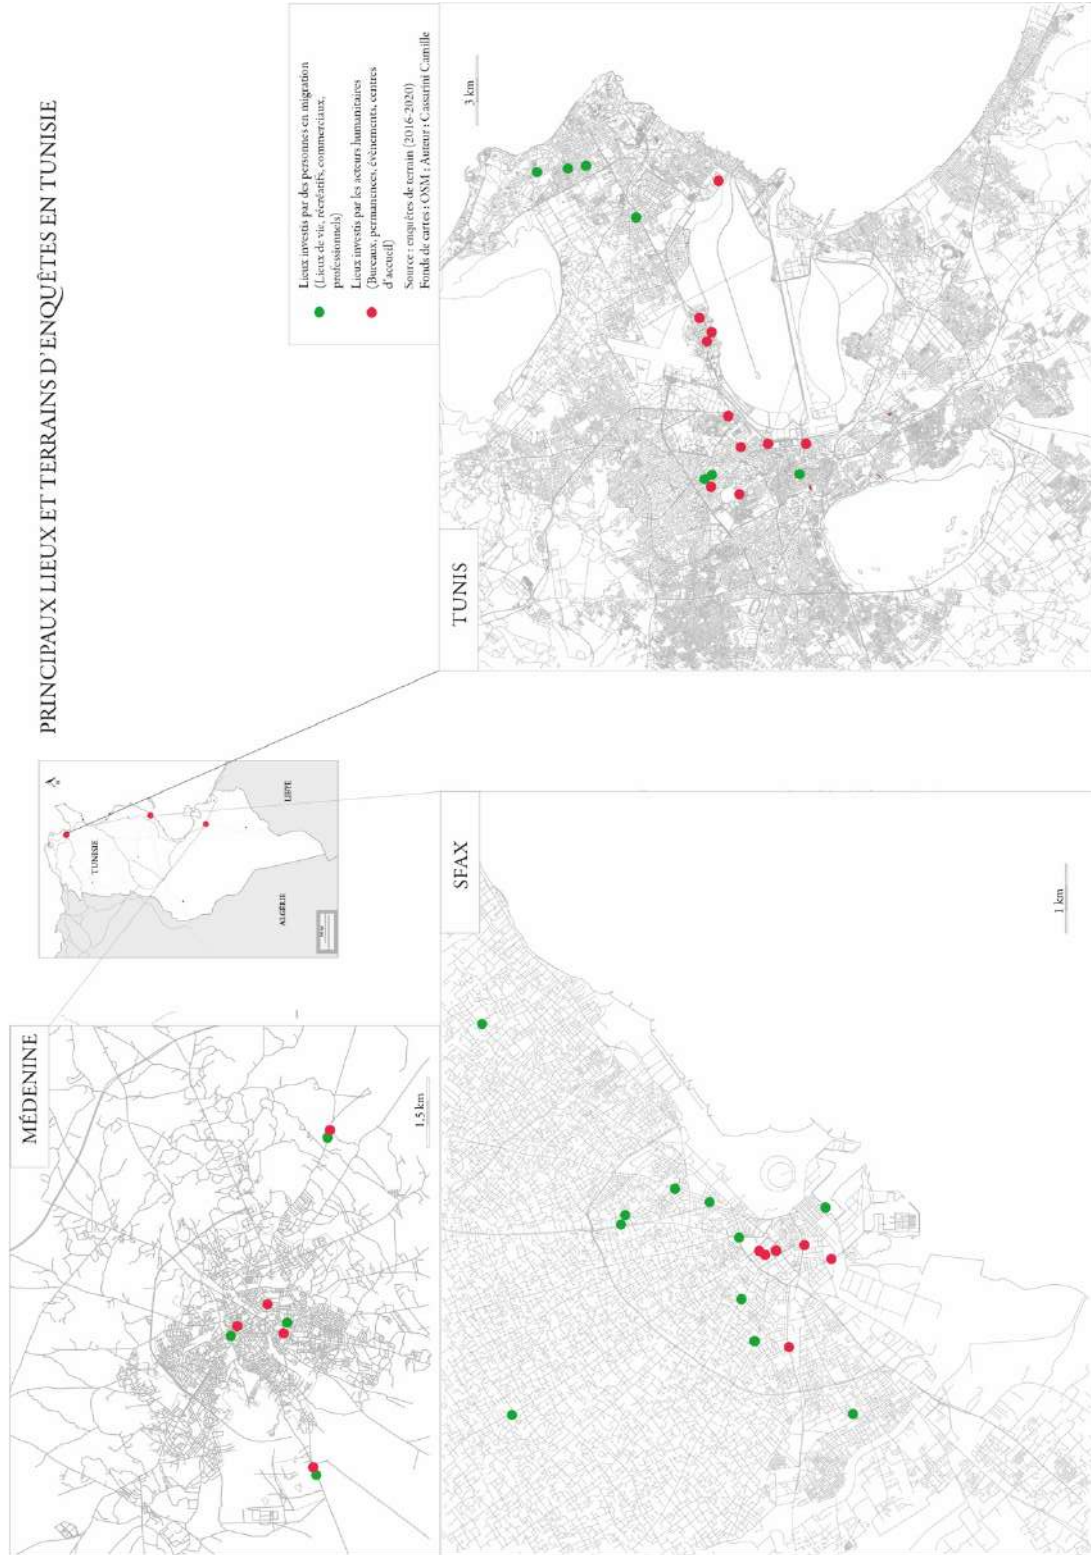 PRINCIPAUX LIEUX ET TERRAINS D'ENQUÊTES EN TUNISIE
MÉDENINE
1,5 km
TUNISIE
ALGÉRIE
LIBYE
Lieux investis par des personnes en migration
(Lieux de vie, récréatifs, commerciaux,
professionnels)
Lieux investis par les acteurs humanitaires
(Bureaux, permanences, évènements, centres
d'accueil)
Source : enquêtes de terrain (2016-2020)
Fonds de cartes : OSM ; Auteur : Cassarini Camille
SFAX
1 km
TUNIS
3 km